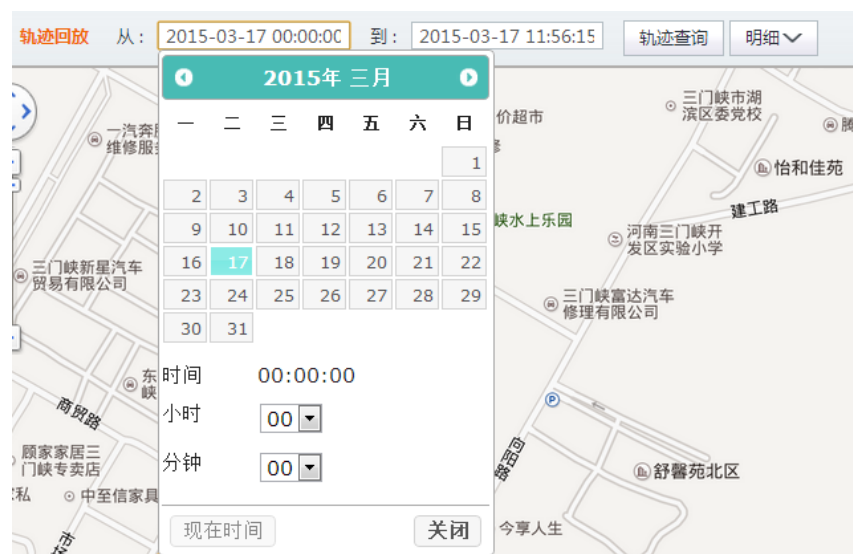 轨迹回放 从: 2015-03-17 00:00:00 到: 2015-03-17 11:56:15 轨迹查询 明细
2015年 三月
一 二 三 四 五 六 日
1
2 3 4 5 6 7 8
9 10 11 12 13 14 15
16 17 18 19 20 21 22
23 24 25 26 27 28 29
30 31
时间 00:00:00
小时 00
分钟 00
现在时间 关闭
一汽奔
维修服
三门峡新星汽车
贸易有限公司
东
峡
商贸路
顾家家居三
门峡专卖店
私
中至信家具
市
价超市
三门峡市湖
滨区委党校
怡和佳苑
建工路
峡水上乐园
河南三门峡开
发区实验小学
三门峡富达汽车
修理有限公司
P
向阳路
舒馨苑北区
今享人生